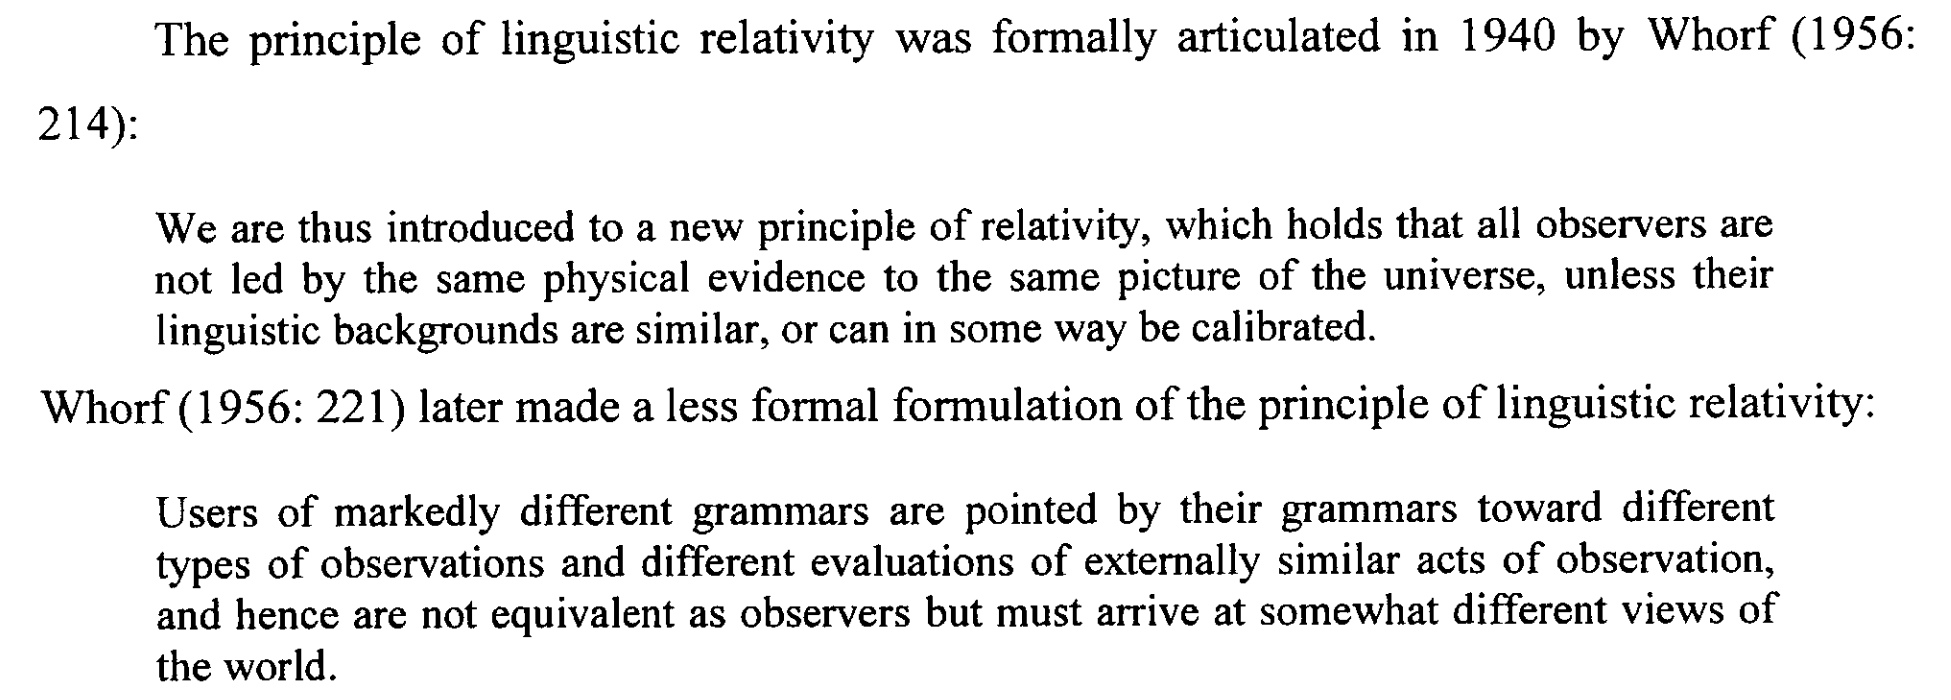 The principle of linguistic relativity was formally articulated in 1940 by Whorf (1956:
214):
We are thus introduced to a new principle of relativity, which holds that all observers are
not led by the same physical evidence to the same picture of the universe, unless their
linguistic backgrounds are similar, or can in some way be calibrated.
Whorf (1956: 221) later made a less formal formulation of the principle of linguistic relativity:
Users of markedly different grammars are pointed by their grammars toward different
types of observations and different evaluations of externally similar acts of observation,
and hence are not equivalent as observers but must arrive at somewhat different views of
the world.